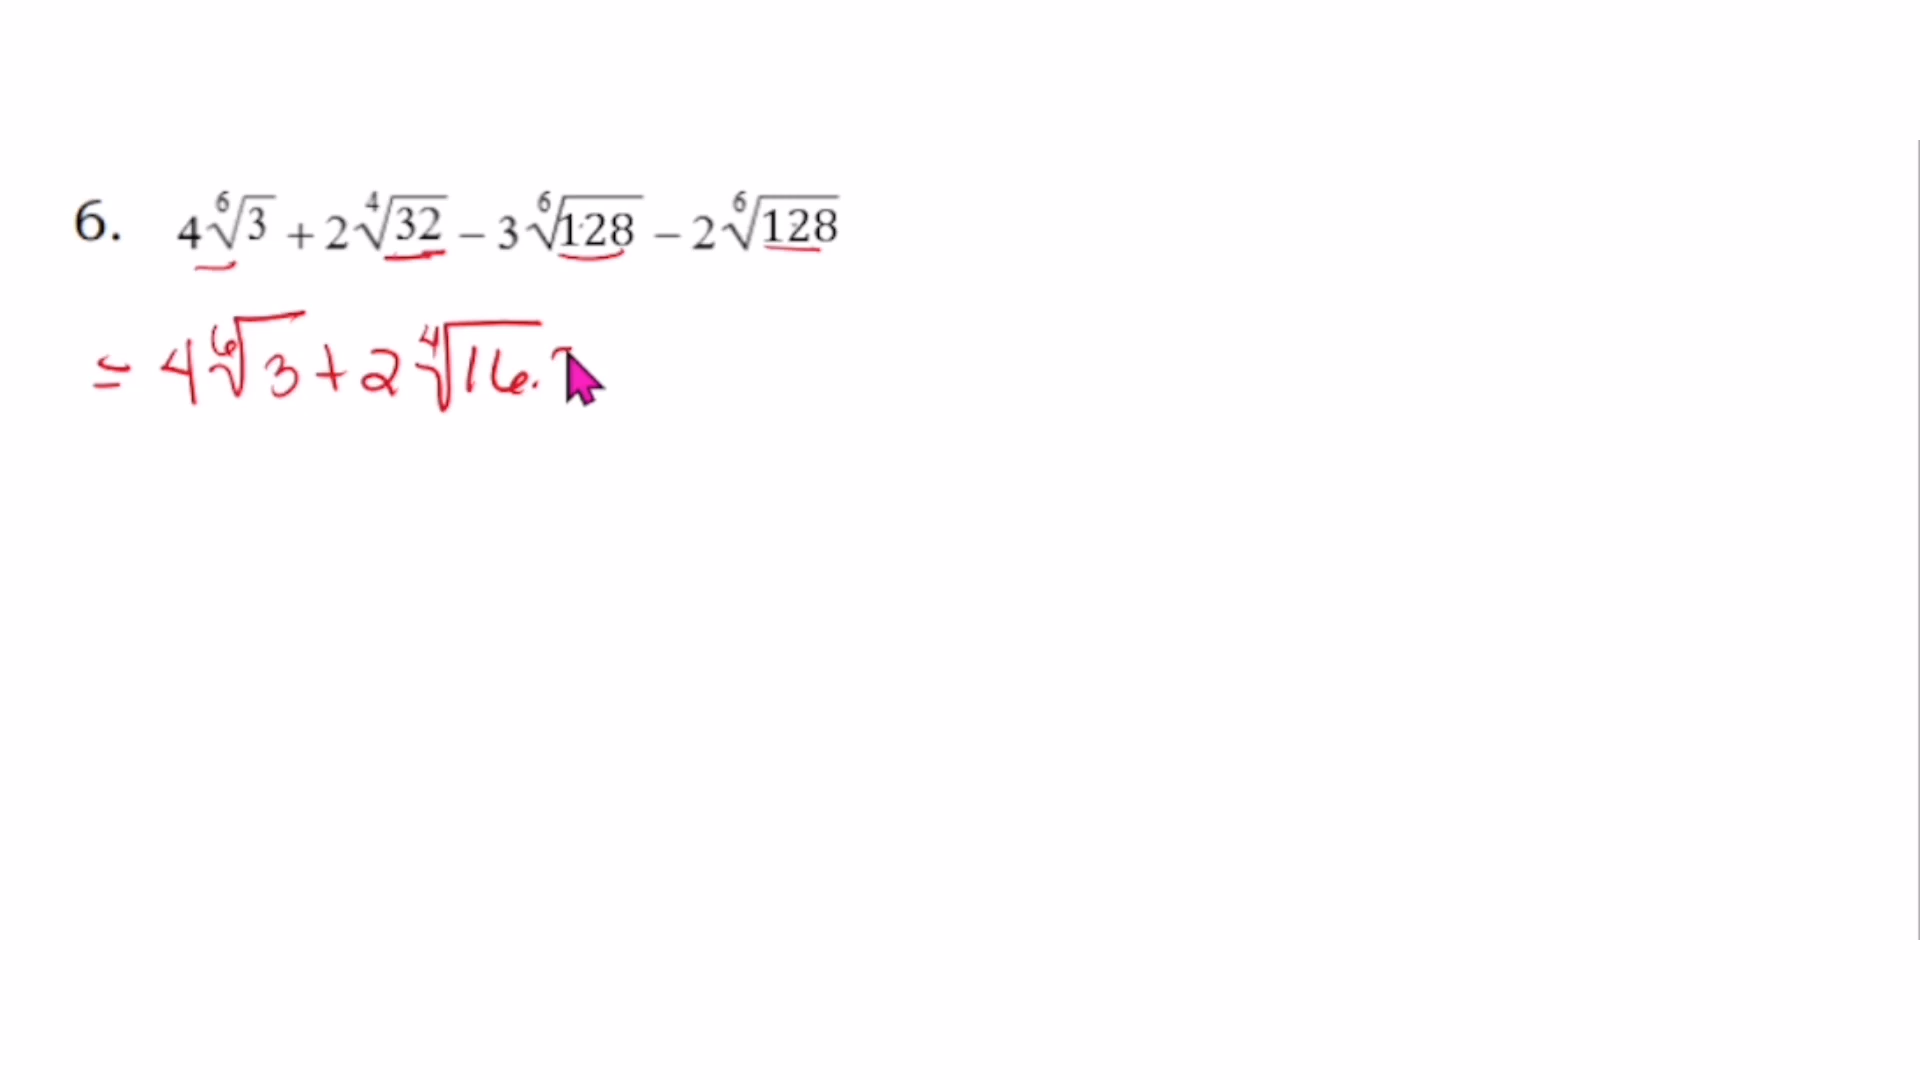 6. 4⁶√3 + 2⁴√32 − 3⁶√128 − 2⁶√128
= 4⁶√3 + 2⁴√16.